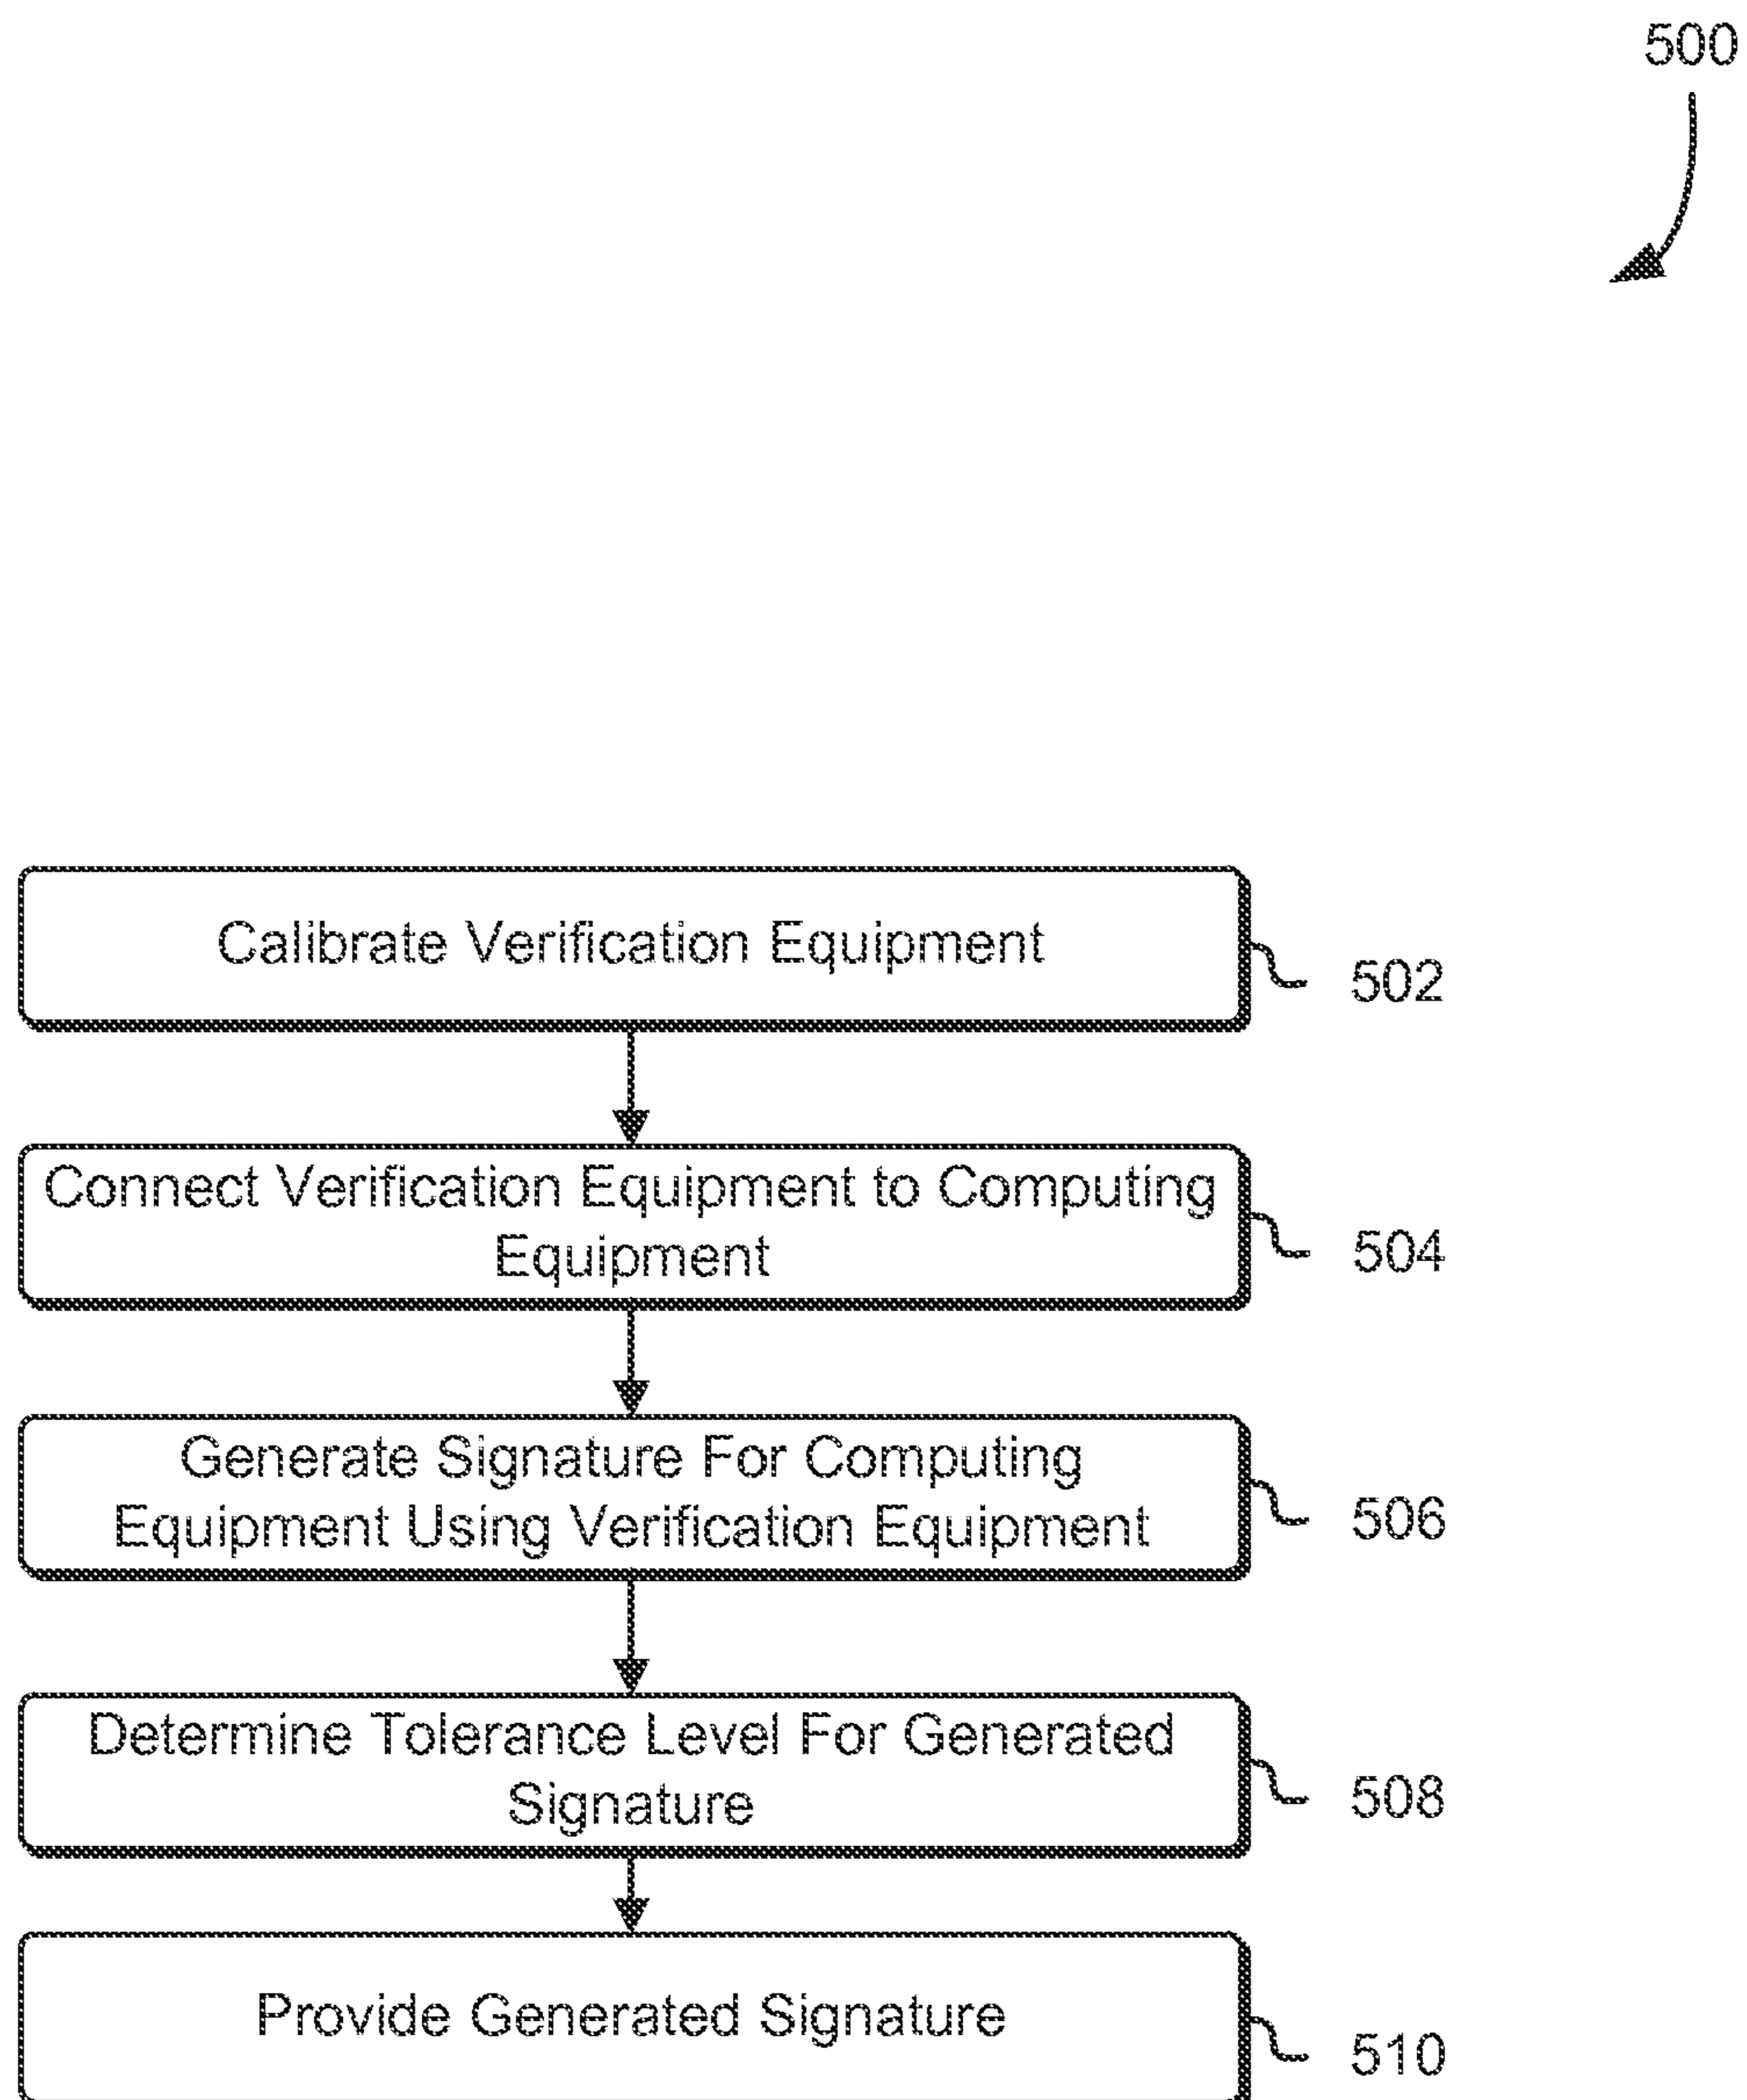 500
Calibrate Verification Equipment
502
Connect Verification Equipment to Computing
Equipment
504
Generate Signature For Computing
Equipment Using Verification Equipment
506
Determine Tolerance Level For Generated
Signature
508
Provide Generated Signature
510